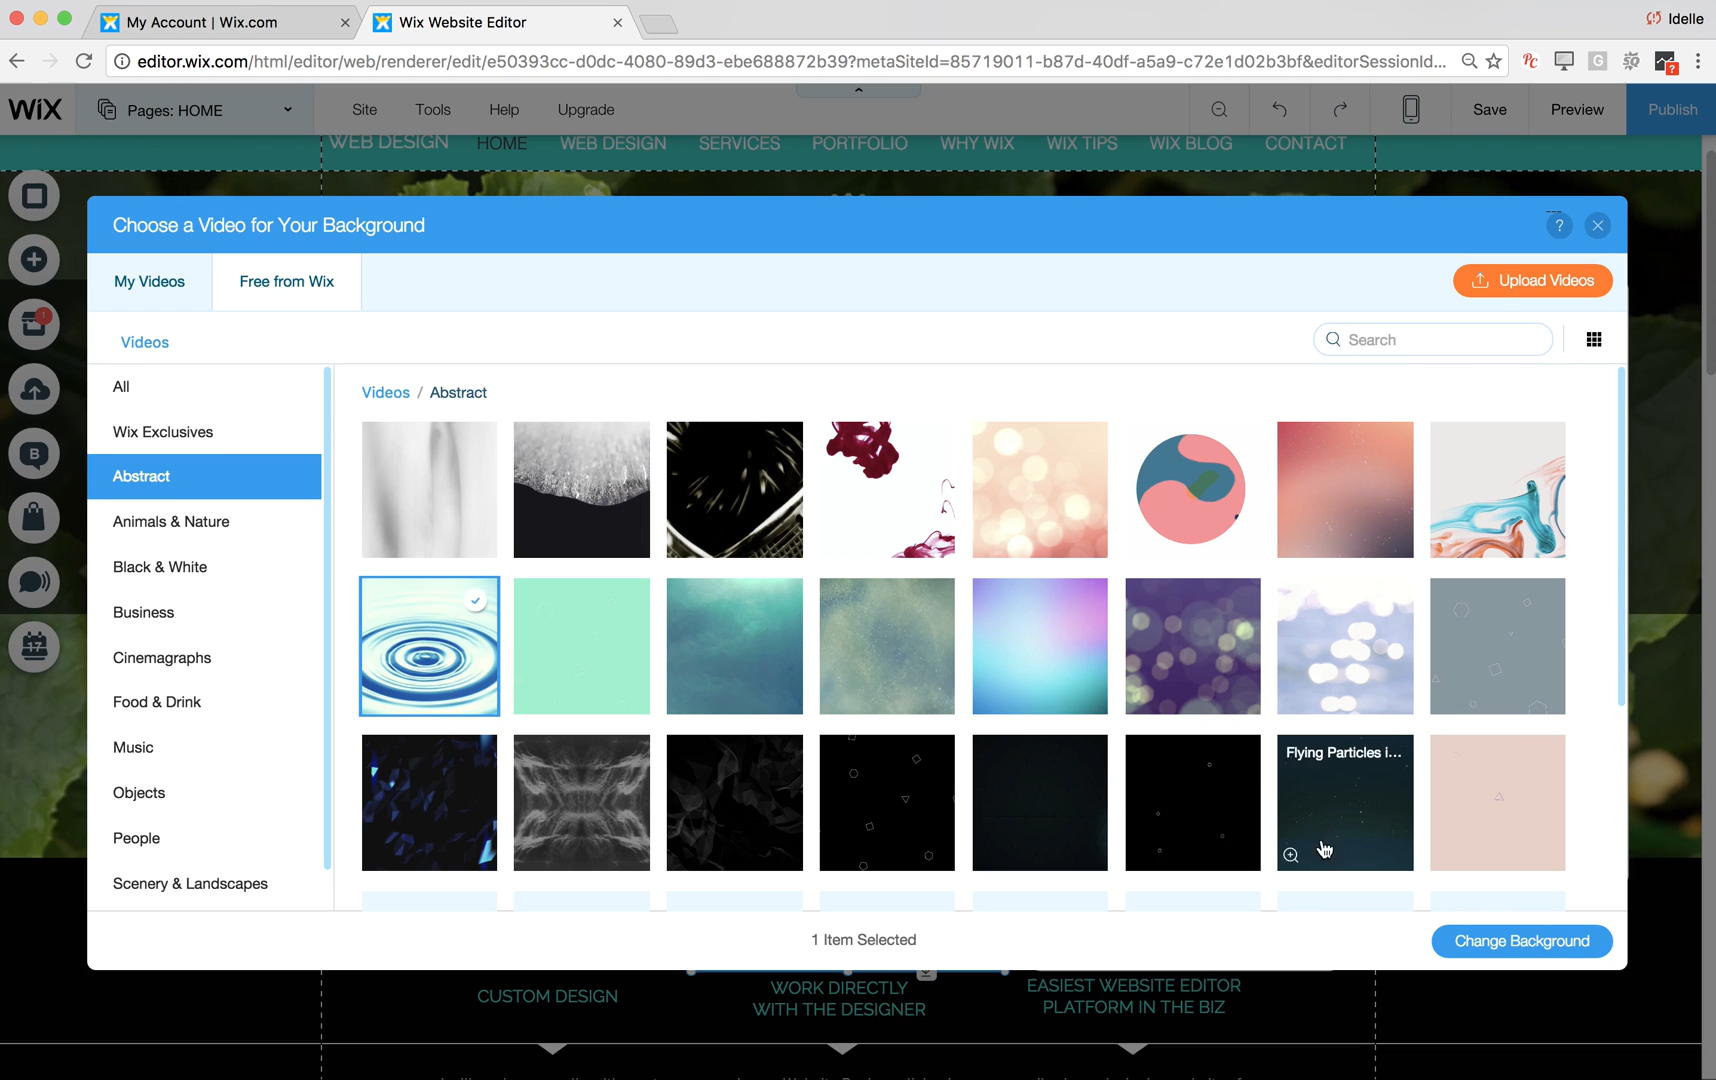 My Account | Wix.com
Wix Website Editor
Idelle
editor.wix.com/html/editor/web/renderer/edit/e50393cc-d0dc-4080-89d3-ebe688872b39?metaSiteId=85719011-b87d-40df-a5a9-c72e1d02b3bf&editorSessionId...
WiX
Pages: HOME
Site
Tools
Help
Upgrade
Save
Preview
Publish
WEB DESIGN
HOME
WEB DESIGN
SERVICES
PORTFOLIO
WHY WIX
WIX TIPS
WIX BLOG
CONTACT
Choose a Video for Your Background
?
My Videos
Free from Wix
Upload Videos
Videos
Search
All
Wix Exclusives
Abstract
Animals & Nature
Black & White
Business
Cinemagraphs
Food & Drink
Music
Objects
People
Scenery & Landscapes
Videos / Abstract
Flying Particles i...
1
B
17
1 Item Selected
Change Background
CUSTOM DESIGN
WORK DIRECTLY
WITH THE DESIGNER
EASIEST WEBSITE EDITOR
PLATFORM IN THE BIZ